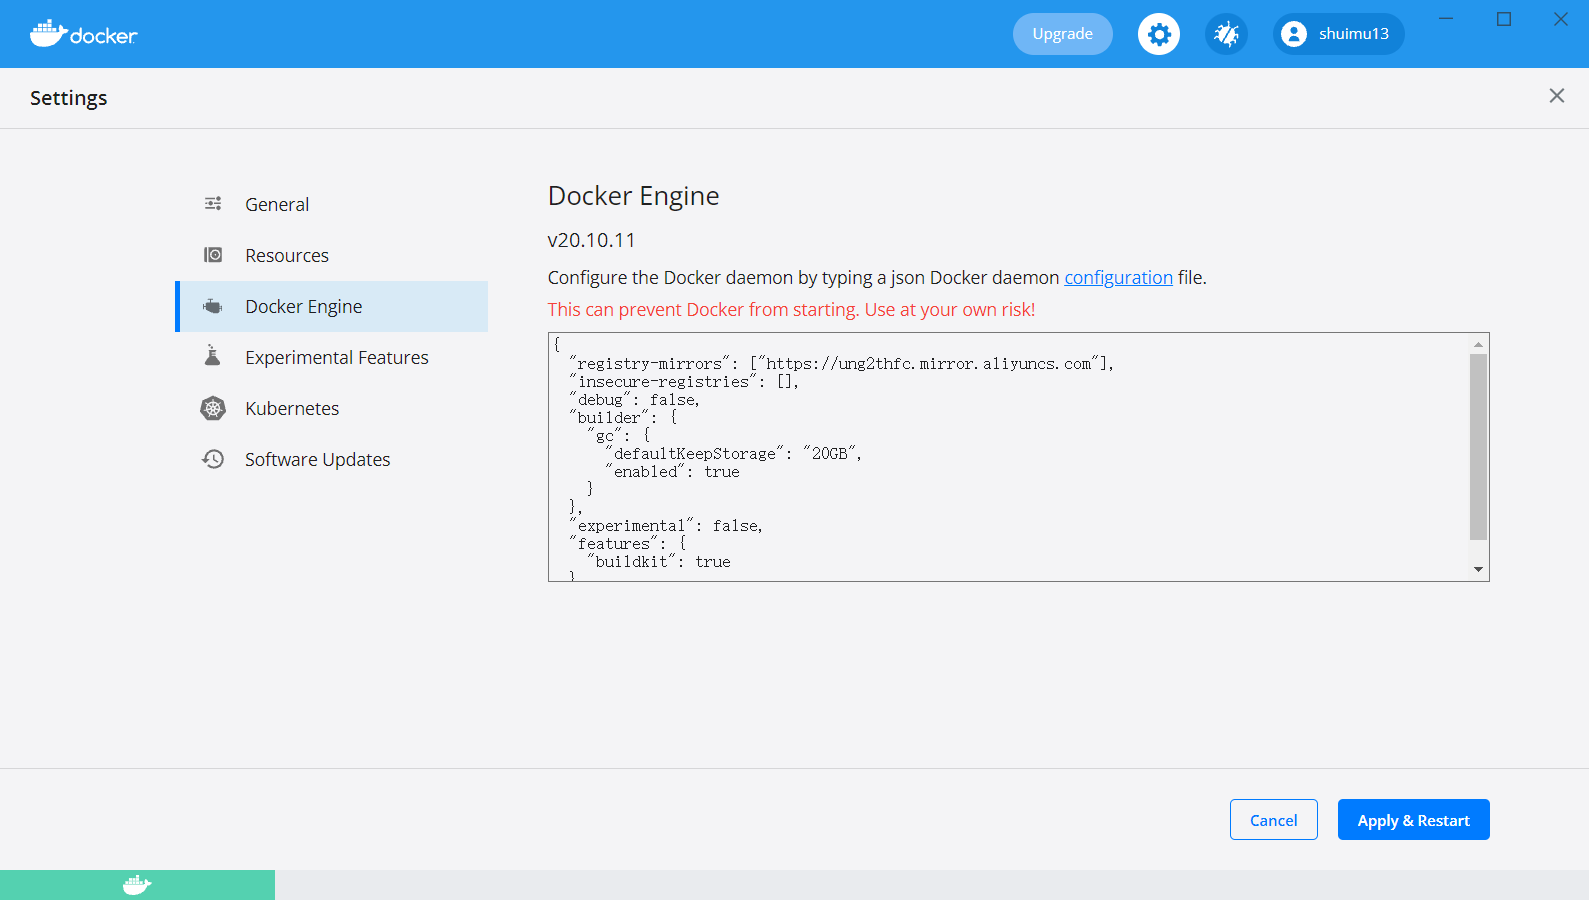 docker
Upgrade
shuimu13
Settings
General
Resources
Docker Engine
Experimental Features
Kubernetes
Software Updates
Docker Engine
v20.10.11
Configure the Docker daemon by typing a json Docker daemon configuration file.
This can prevent Docker from starting. Use at your own risk!
{
  "registry-mirrors": ["https://ung2thfc.mirror.aliyuncs.com"],
  "insecure-registries": [],
  "debug": false,
  "builder": {
    "gc": {
      "defaultKeepStorage": "20GB",
      "enabled": true
    }
  },
  "experimental": false,
  "features": {
    "buildkit": true
  }
Cancel
Apply & Restart